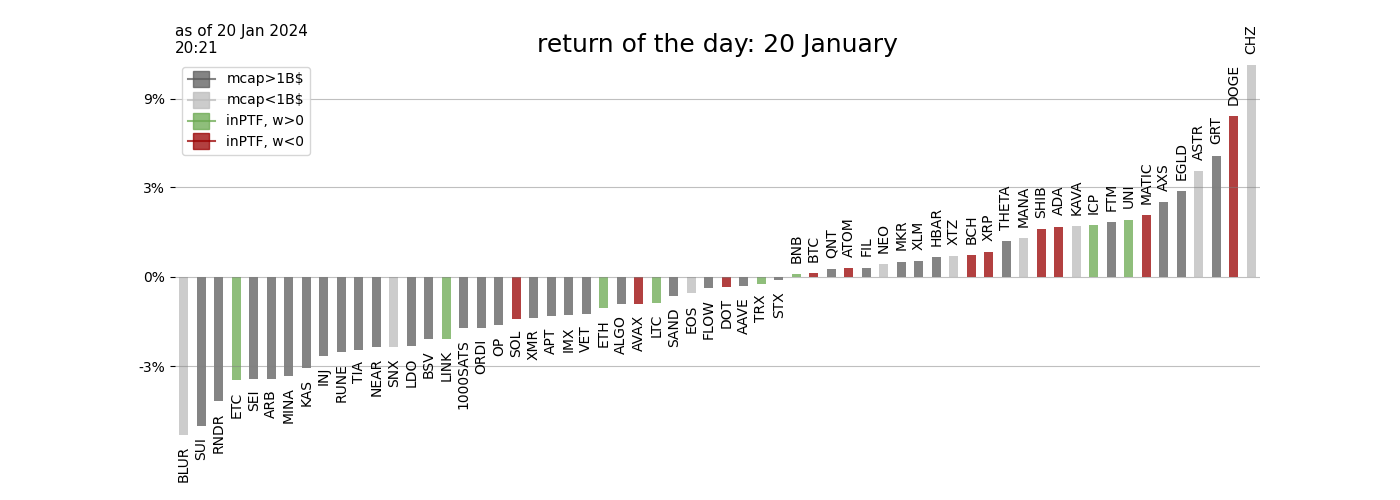 as of 20 Jan 2024
20:21
return of the day: 20 January
mcap>1B$
mcap<1B$
inPTF, w>0
inPTF, w<0
9%
3%
0%
-3%
BLUR
SUI
RNDR
ETC
SEI
ARB
MINA
KAS
INJ
RUNE
TIA
NEAR
SNX
LDO
BSV
LINK
1000SATS
ORDI
OP
SOL
XMR
APT
IMX
VET
ETH
ALGO
AVAX
LTC
SAND
EOS
FLOW
DOT
AAVE
TRX
STX
BNB
BTC
QNT
ATOM
FIL
NEO
MKR
XLM
HBAR
XTZ
BCH
XRP
THETA
MANA
SHIB
ADA
KAVA
ICP
FTM
UNI
MATIC
AXS
EGLD
ASTR
GRT
DOGE
CHZ